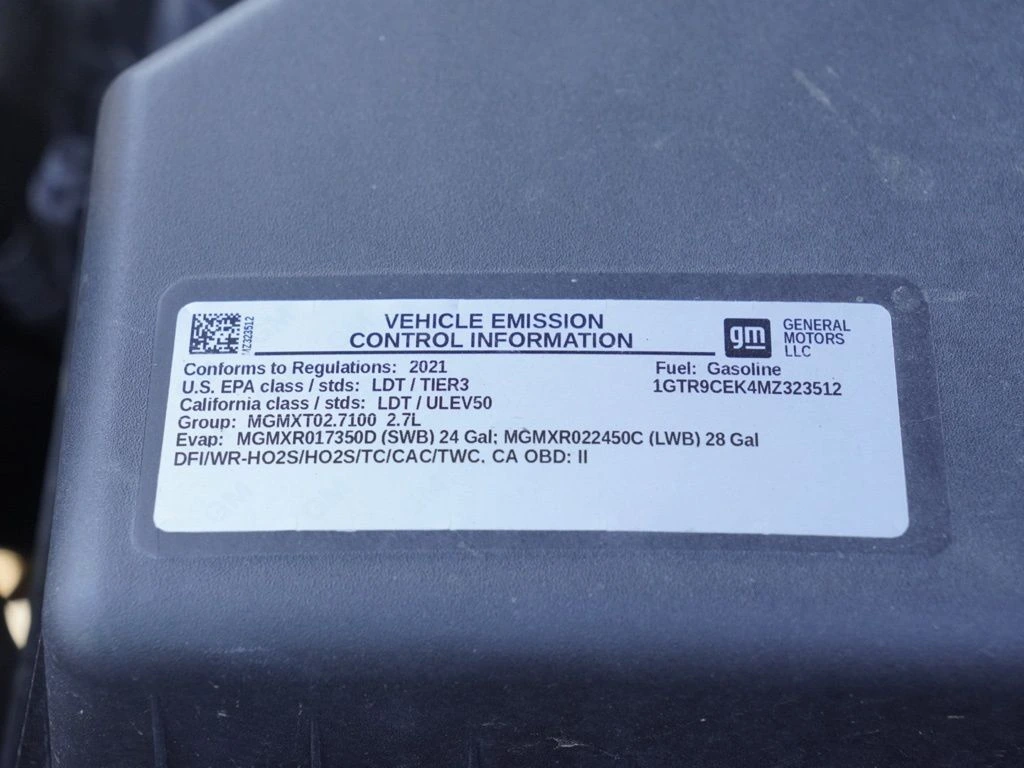 MZ323512
VEHICLE EMISSION
CONTROL INFORMATION
gm
GENERAL
MOTORS
LLC
Conforms to Regulations: 2021
Fuel: Gasoline
U.S. EPA class / stds: LDT / TIER3
1GTR9CEK4MZ323512
California class / stds: LDT / ULEV50
Group: MGMXT02.7100 2.7L
Evap: MGMXR017350D (SWB) 24 Gal; MGMXR022450C (LWB) 28 Gal
DFI/WR-HO2S/HO2S/TC/CAC/TWC. CA OBD: II